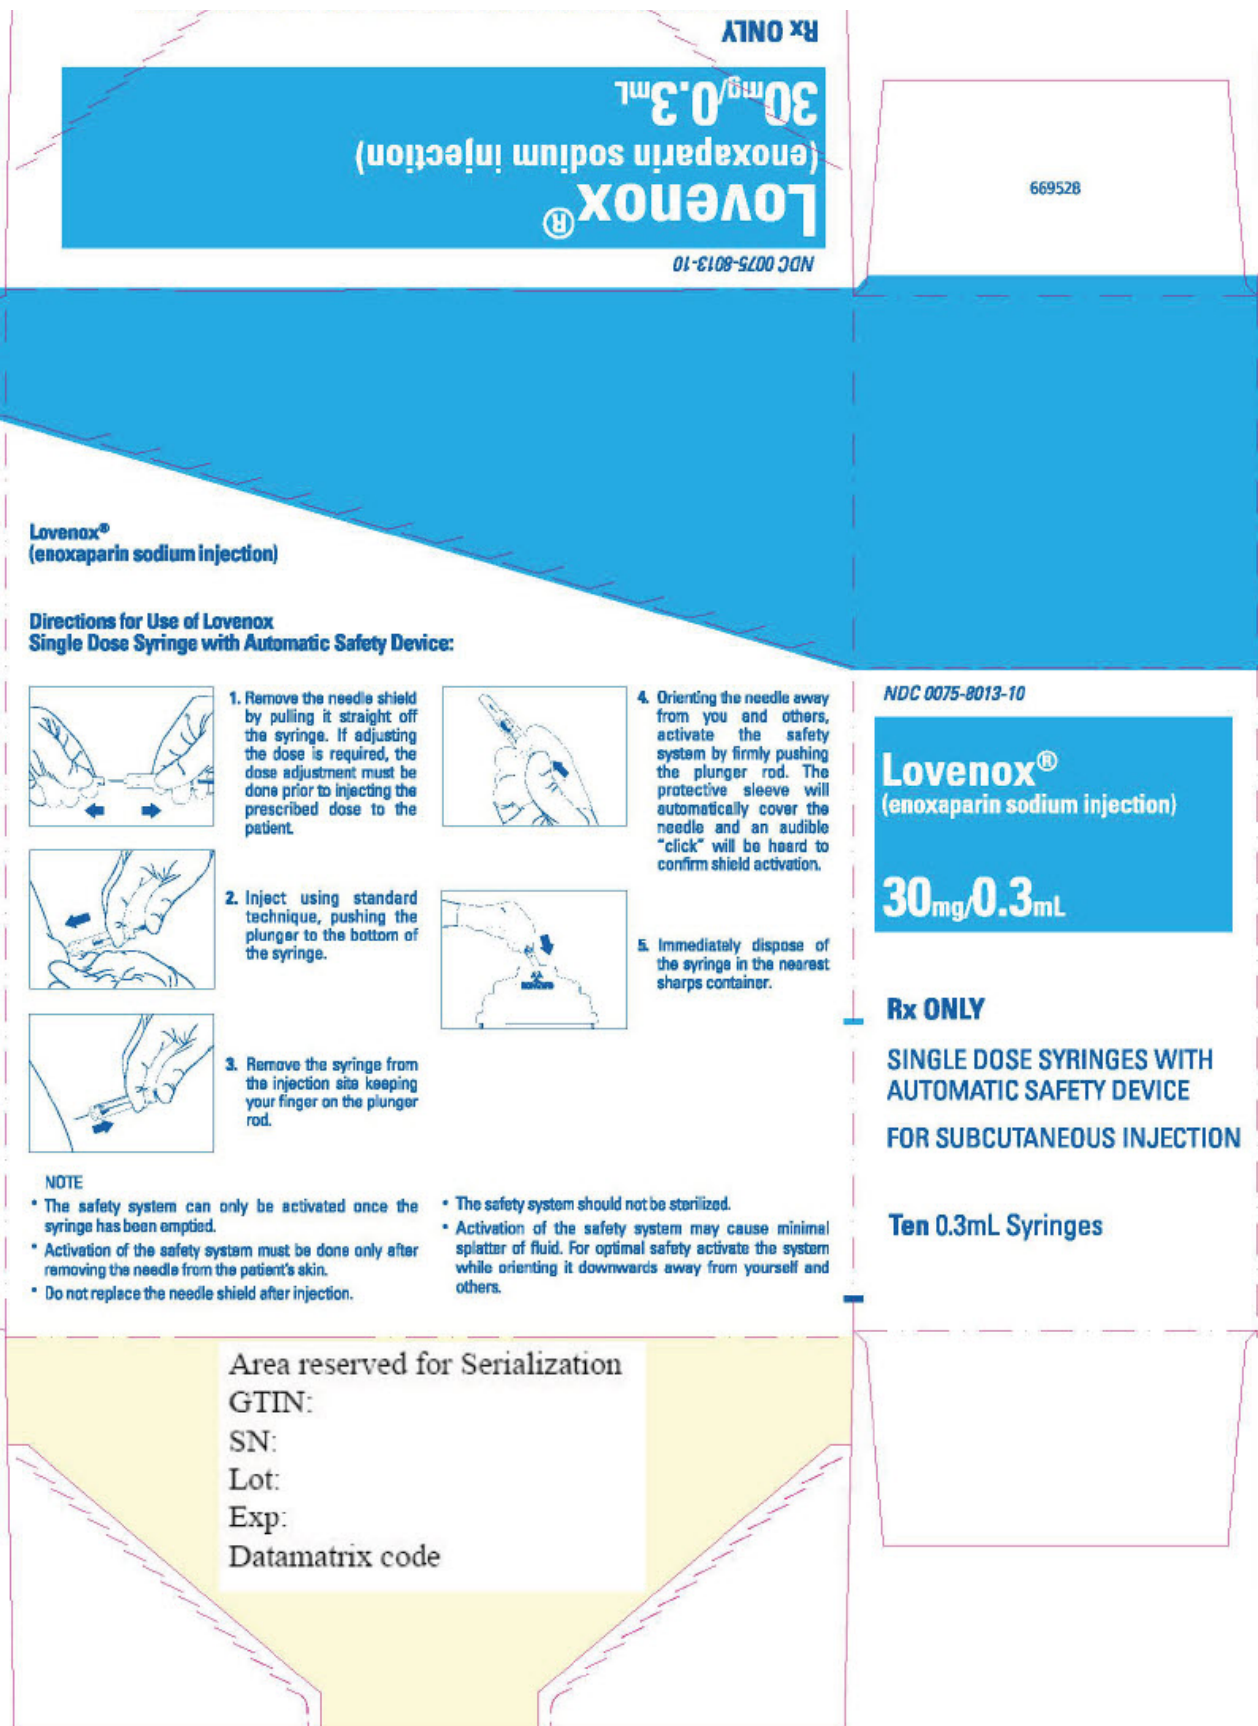 Rx ONLY
30mg/0.3mL
(enoxaparin sodium injection)
Lovenox®
NDC 0075-8013-10
669528
Lovenox®
(enoxaparin sodium injection)
Directions for Use of Lovenox
Single Dose Syringe with Automatic Safety Device:
1. Remove the needle shield
by pulling it straight off
the syringe. If adjusting
the dose is required, the
dose adjustment must be
done prior to injecting the
prescribed dose to the
patient.
2. Inject using standard
technique, pushing the
plunger to the bottom of
the syringe.
3. Remove the syringe from
the injection site keeping
your finger on the plunger
rod.
4. Orienting the needle away
from you and others,
activate the safety
system by firmly pushing
the plunger rod. The
protective sleeve will
automatically cover the
needle and an audible
"click" will be heard to
confirm shield activation.
5. Immediately dispose of
the syringe in the nearest
sharps container.
NOTE
• The safety system can only be activated once the
syringe has been emptied.
• Activation of the safety system must be done only after
removing the needle from the patient's skin.
• Do not replace the needle shield after injection.
• The safety system should not be sterilized.
• Activation of the safety system may cause minimal
splatter of fluid. For optimal safety activate the system
while orienting it downwards away from yourself and
others.
NDC 0075-8013-10
Lovenox®
(enoxaparin sodium injection)
30mg/0.3mL
Rx ONLY
SINGLE DOSE SYRINGES WITH
AUTOMATIC SAFETY DEVICE
FOR SUBCUTANEOUS INJECTION
Ten 0.3mL Syringes
Area reserved for Serialization
GTIN:
SN:
Lot:
Exp:
Datamatrix code